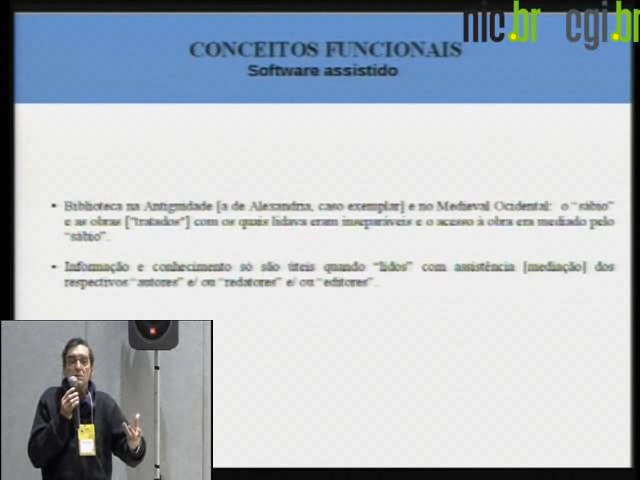 nic.br cgi.br
CONCEITOS FUNCIONAIS
Software assistido
• Biblioteca na Antiguidade [a de Alexandria, caso exemplar] e no Medieval Ocidental: o “sábio”
e as obras ["tratados"] com os quais lidava eram inseparáveis e o acesso à obra era mediado pelo
“sábio”.
• Informação e conhecimento só são úteis quando “lidos” com assistência [mediação] dos
respectivos “autores” e/ ou “redatores” e/ ou “editores”.